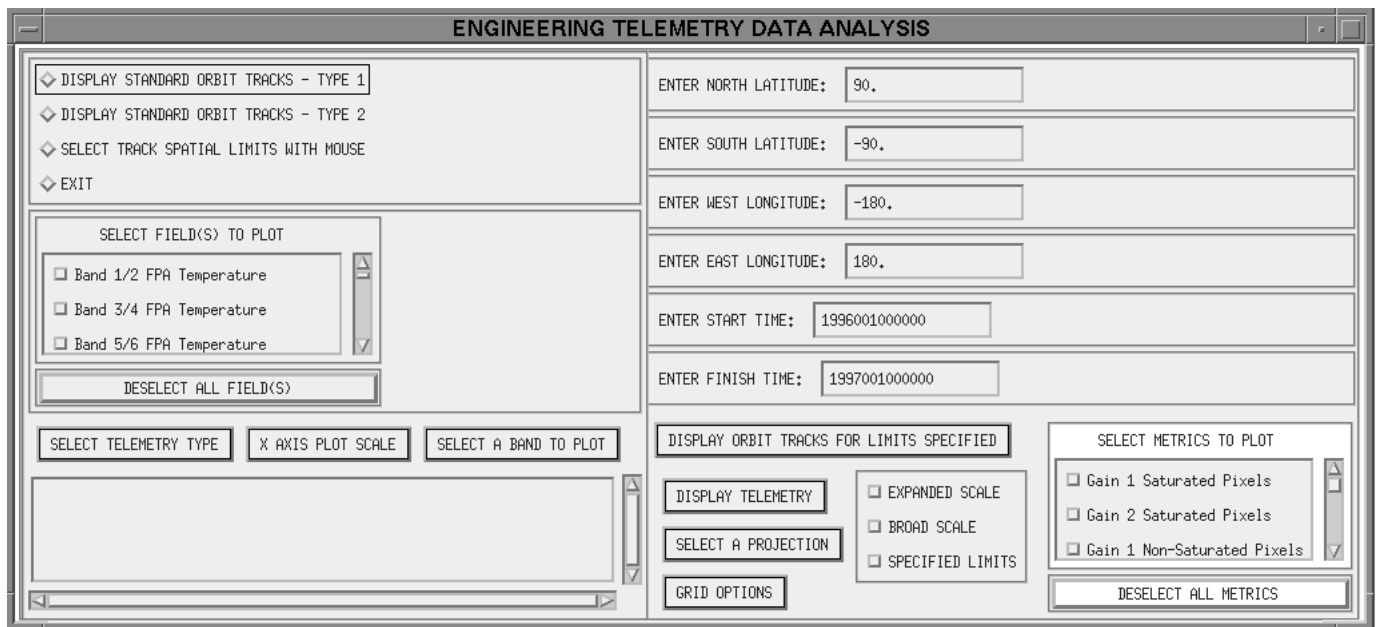 ENGINEERING TELEMETRY DATA ANALYSIS
DISPLAY STANDARD ORBIT TRACKS - TYPE 1
DISPLAY STANDARD ORBIT TRACKS - TYPE 2
SELECT TRACK SPATIAL LIMITS WITH MOUSE
EXIT
SELECT FIELD(S) TO PLOT
Band 1/2 FPA Temperature
Band 3/4 FPA Temperature
Band 5/6 FPA Temperature
DESELECT ALL FIELD(S)
SELECT TELEMETRY TYPE
X AXIS PLOT SCALE
SELECT A BAND TO PLOT
ENTER NORTH LATITUDE: 90.
ENTER SOUTH LATITUDE: -90.
ENTER WEST LONGITUDE: -180.
ENTER EAST LONGITUDE: 180.
ENTER START TIME: 1996001000000
ENTER FINISH TIME: 1997001000000
DISPLAY ORBIT TRACKS FOR LIMITS SPECIFIED
DISPLAY TELEMETRY
SELECT A PROJECTION
GRID OPTIONS
EXPANDED SCALE
BROAD SCALE
SPECIFIED LIMITS
SELECT METRICS TO PLOT
Gain 1 Saturated Pixels
Gain 2 Saturated Pixels
Gain 1 Non-Saturated Pixels
DESELECT ALL METRICS